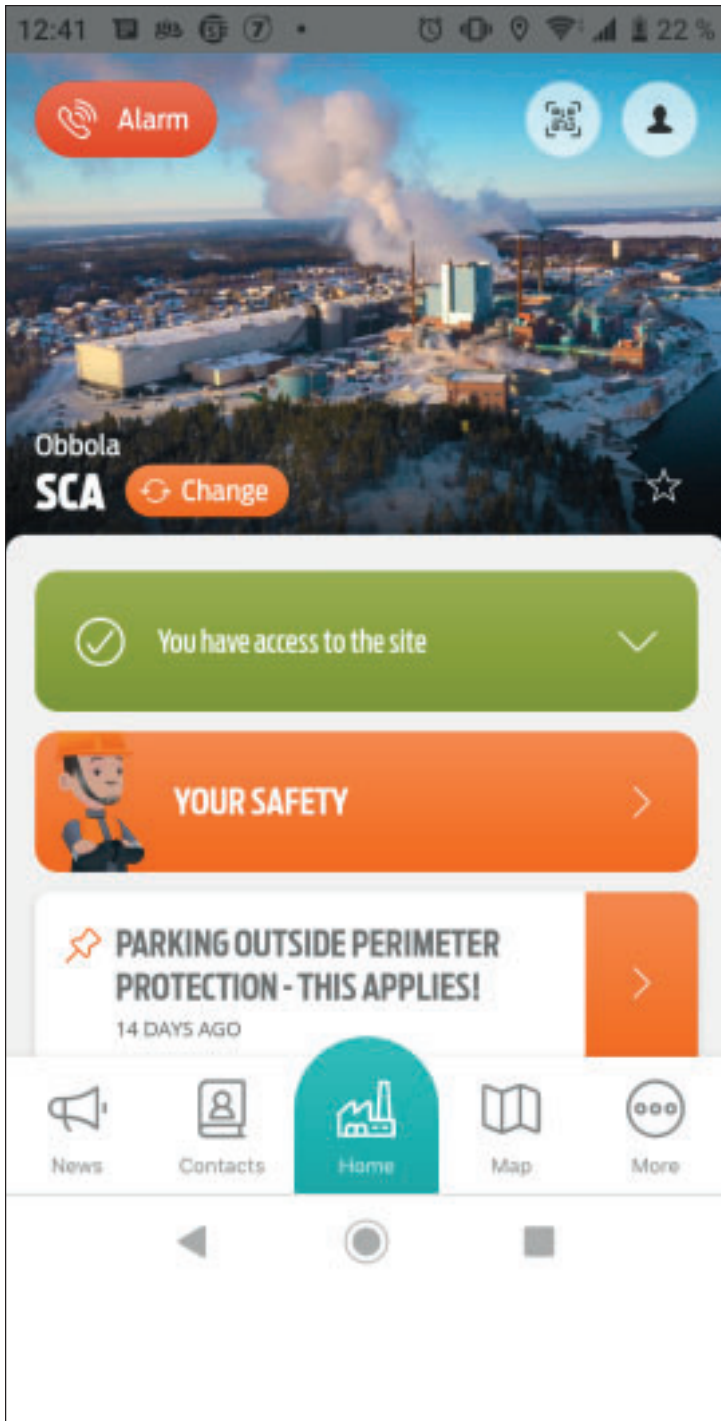 12:41
22 %
Alarm
Obbola
SCA
Change
You have access to the site
YOUR SAFETY
PARKING OUTSIDE PERIMETER
PROTECTION - THIS APPLIES!
14 DAYS AGO
News
Contacts
Home
Map
More